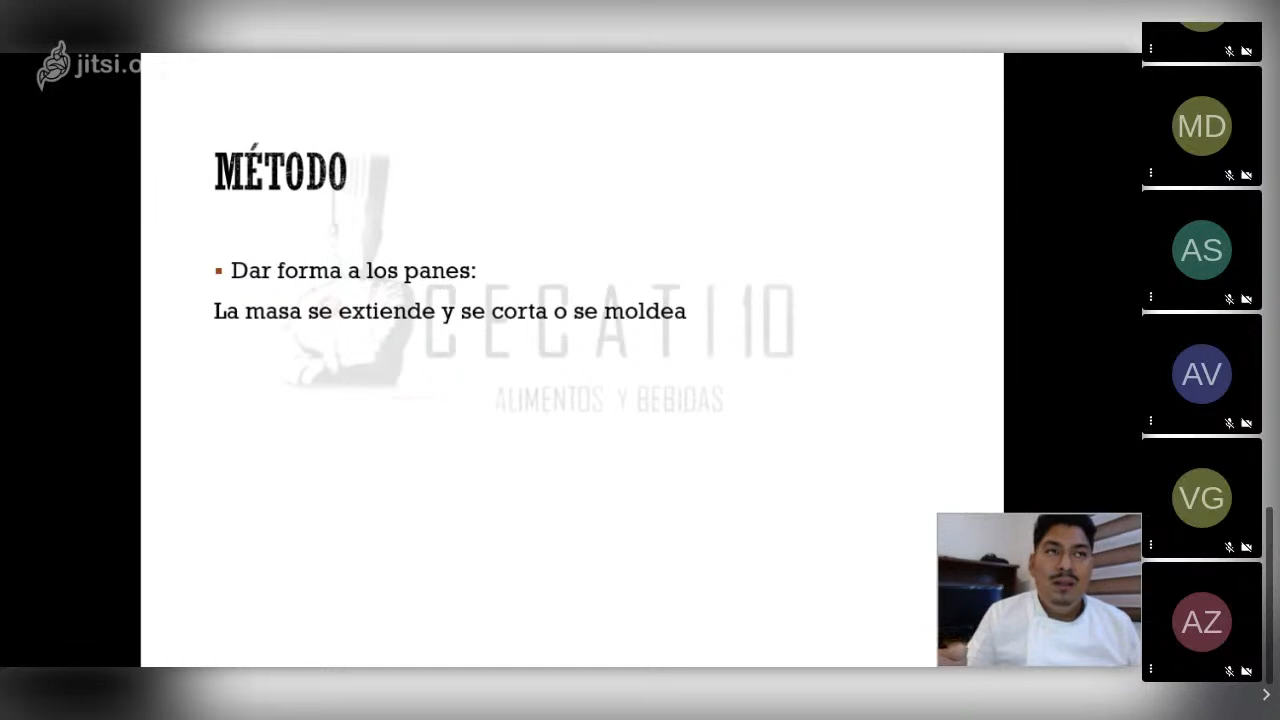 jitsi.o
MÉTODO
▪ Dar forma a los panes:
La masa se extiende y se corta o se moldea
CECATI 10
ALIMENTOS Y BEBIDAS
MD
AS
AV
VG
AZ